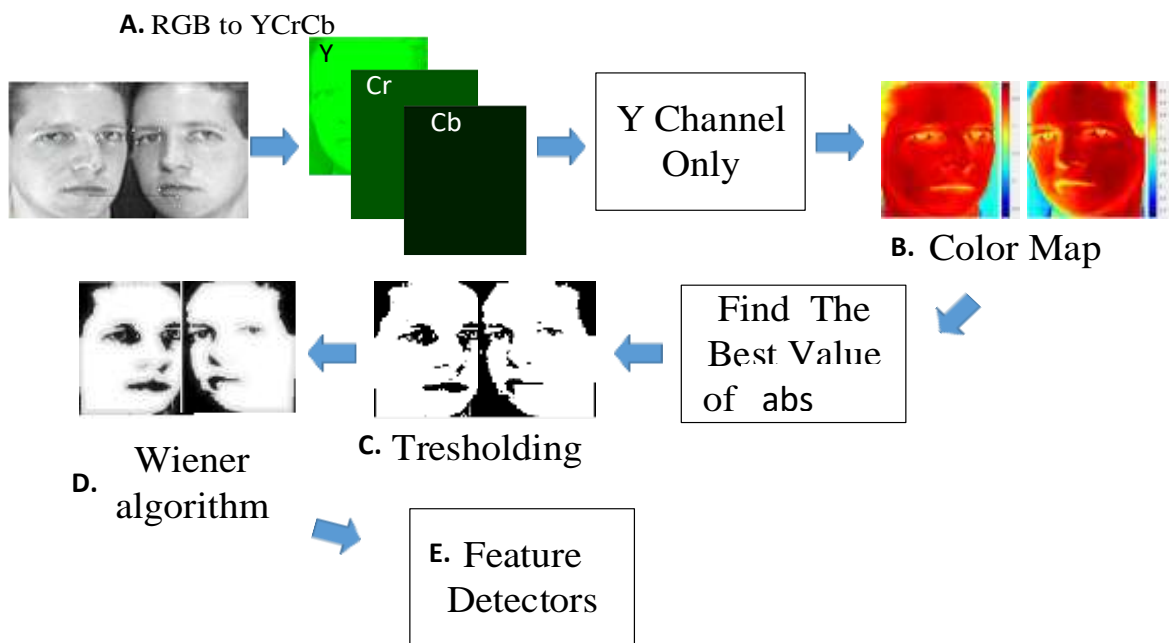 A. RGB to YCrCb
Y
Cr
Cb
Y Channel
Only
B. Color Map
Find The
Best Value
of abs
C. Tresholding
D. Wiener
algorithm
E. Feature
Detectors